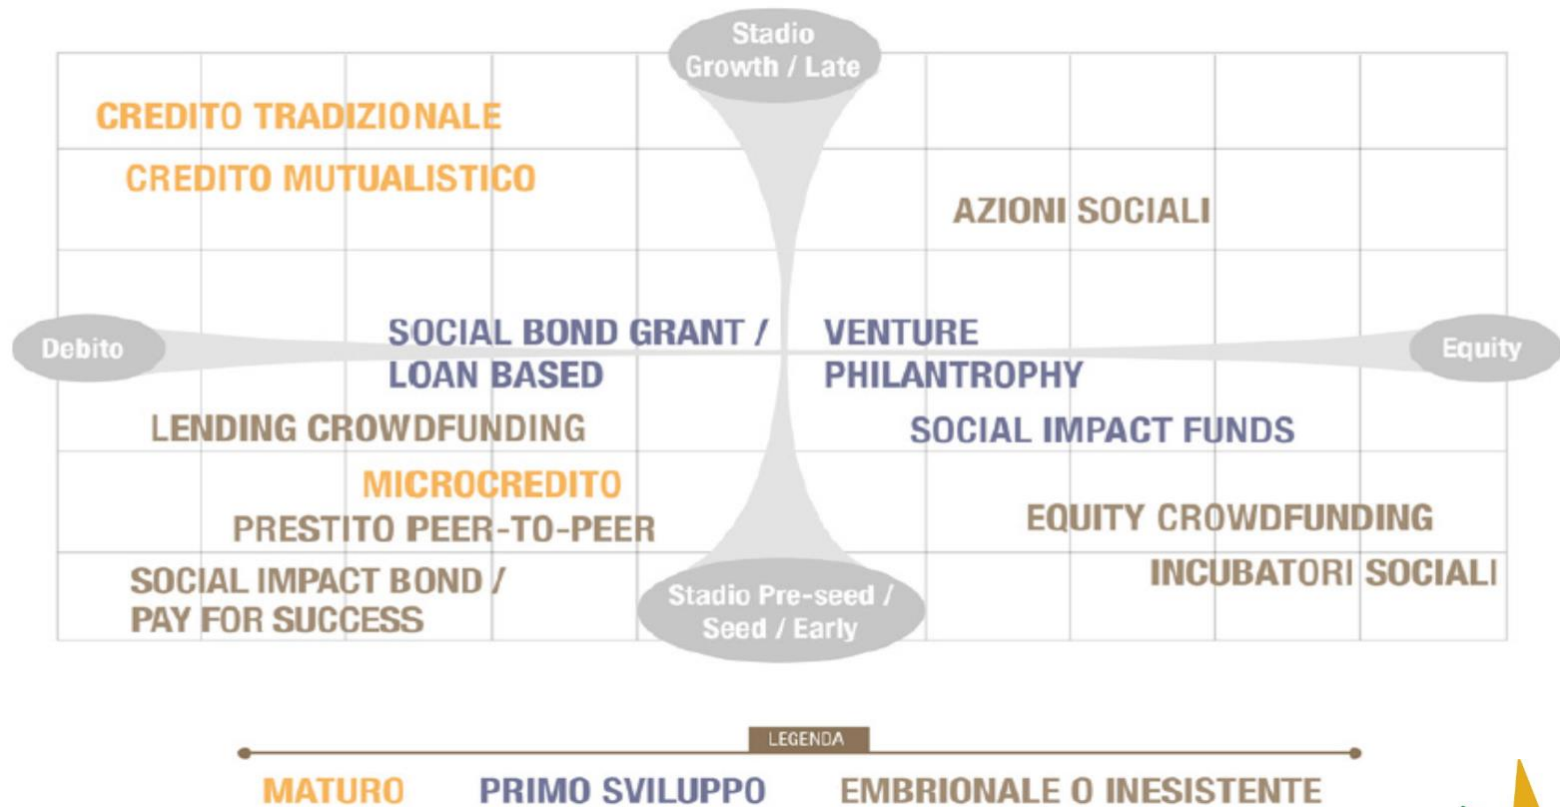 Stadio
Growth / Late
CREDITO TRADIZIONALE
CREDITO MUTUALISTICO
AZIONI SOCIALI
Debito
SOCIAL BOND GRANT /
LOAN BASED
VENTURE
PHILANTROPHY
Equity
LENDING CROWDFUNDING
SOCIAL IMPACT FUNDS
MICROCREDITO
PRESTITO PEER-TO-PEER
EQUITY CROWDFUNDING
SOCIAL IMPACT BOND /
PAY FOR SUCCESS
Stadio Pre-seed /
Seed / Early
INCUBATORI SOCIALI
LEGENDA
MATURO
PRIMO SVILUPPO
EMBRIONALE O INESISTENTE